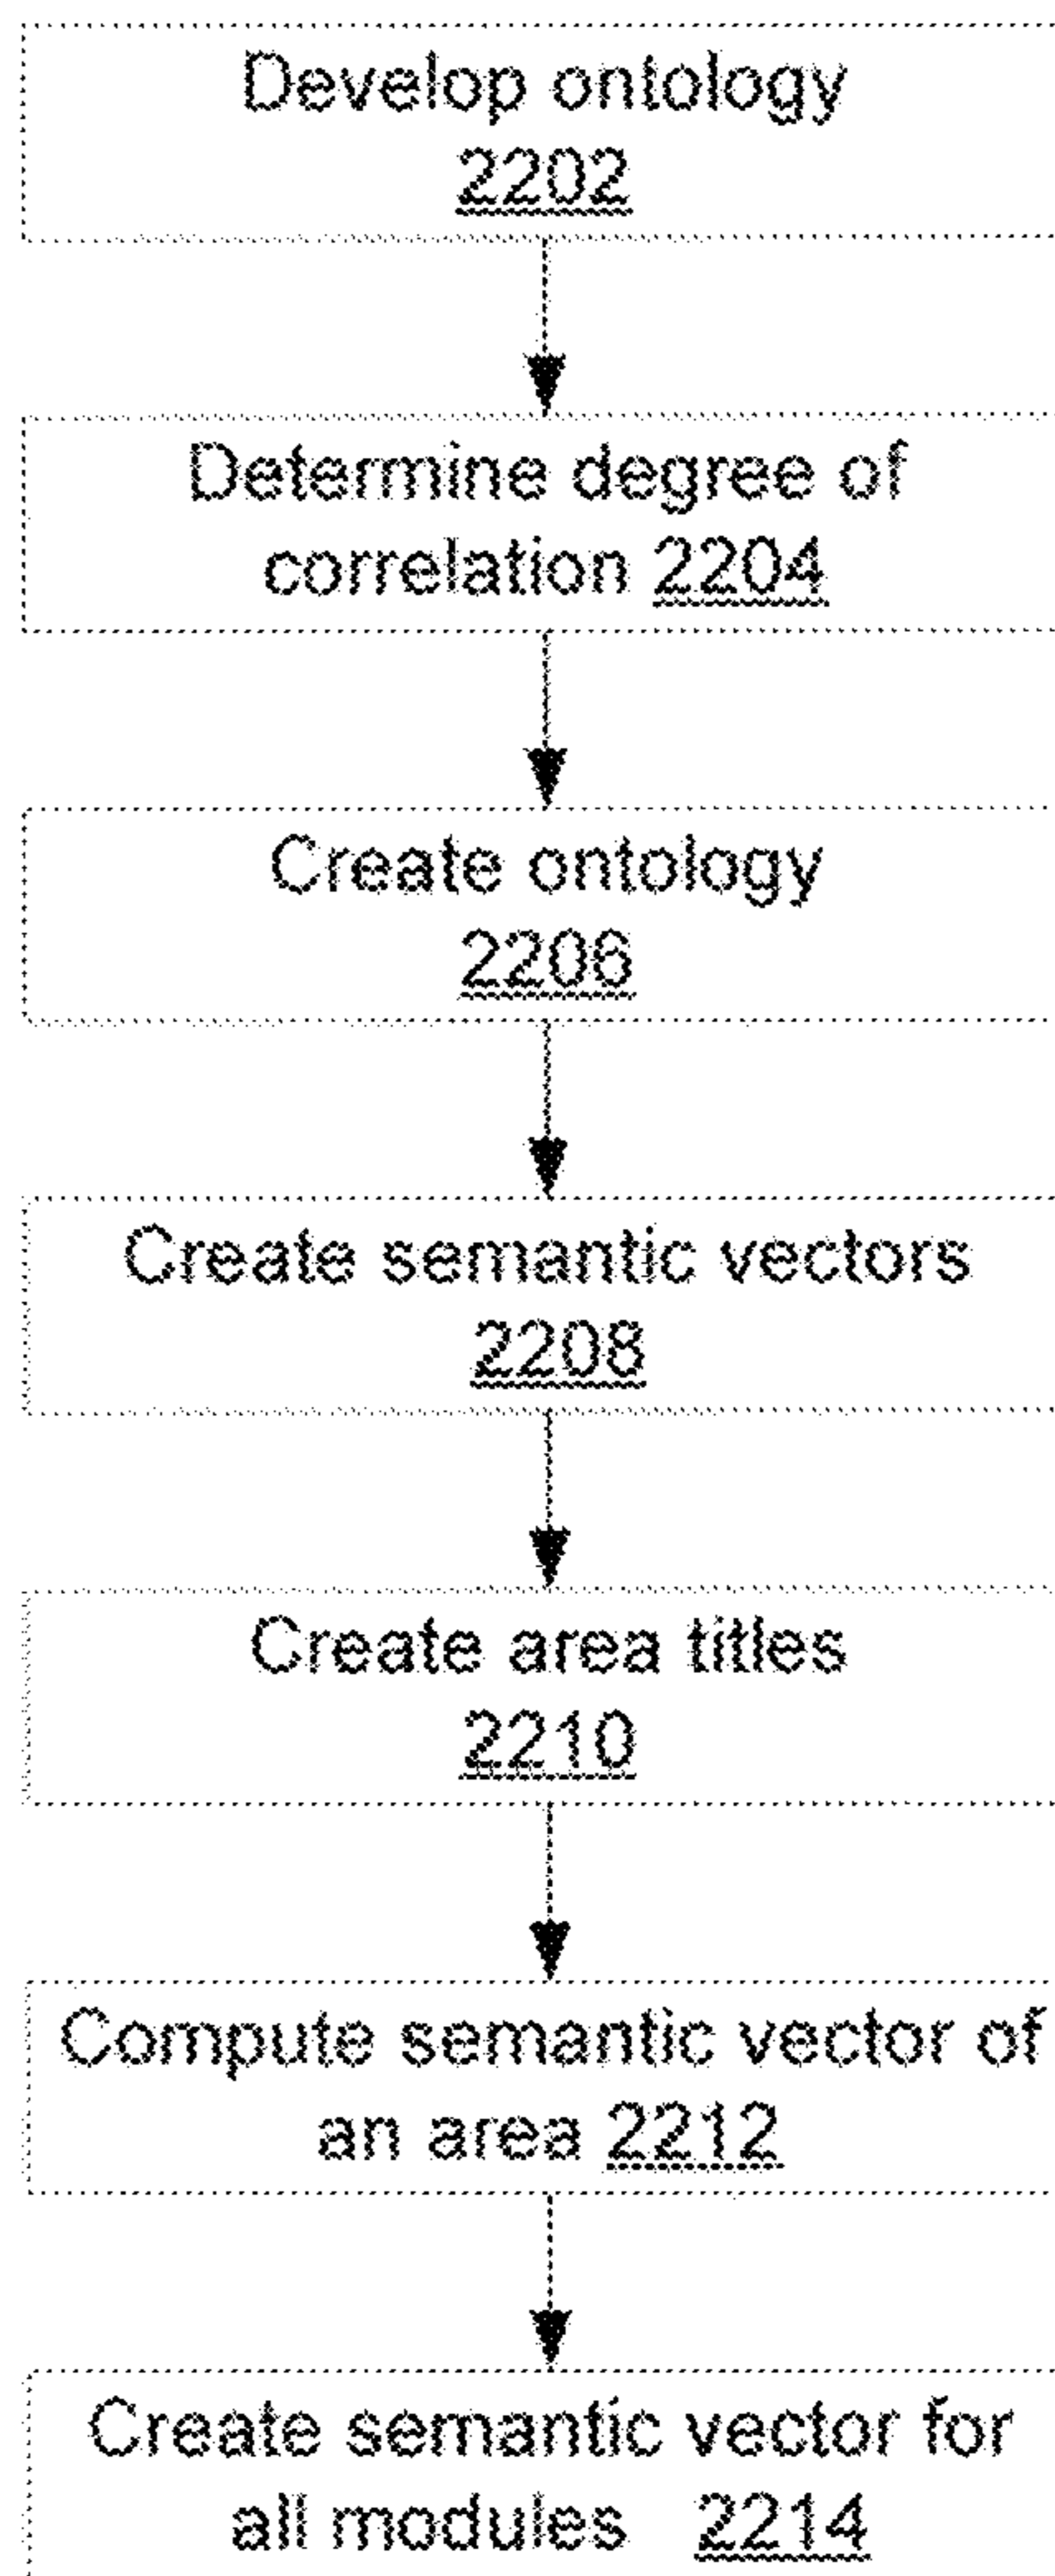 Develop ontology
2202
Determine degree of
correlation 2204
Create ontology
2206
Create semantic vectors
2208
Create area titles
2210
Compute semantic vector of
an area 2212
Create semantic vector for
all modules 2214